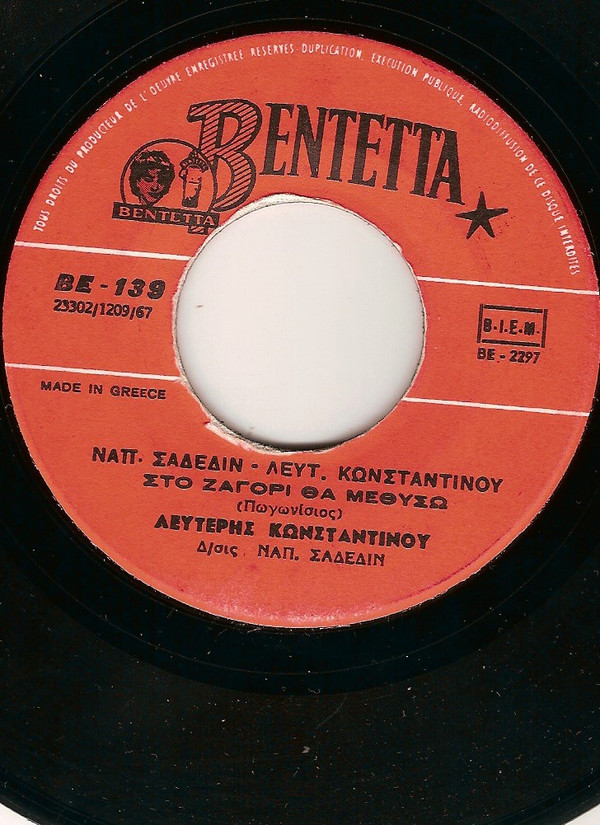 TOUS DROITS DU PRODUCTEUR DE L'OEUVRE ENREGISTREE RESERVES-DUPLICATION, EXECUTION PUBLIQUE, RADIODIFFUSION DE CE DISQUE INTERDITES
BENTETTA
BENTETTA
BE-139
23302/1209/67
B.I.E.M.
BE-2297
MADE IN GREECE
ΝΑΠ. ΣΑΔΕΔΙΝ - ΛΕΥΤ. ΚΩΝΣΤΑΝΤΙΝΟΥ
ΣΤΟ ΖΑΓΟΡΙ ΘΑ ΜΕΘΥΣΩ
(Πωγωνίσιος)
ΛΕΥΤΕΡΗΣ ΚΩΝΣΤΑΝΤΙΝΟΥ
Δ/σις ΝΑΠ. ΣΑΔΕΔΙΝ